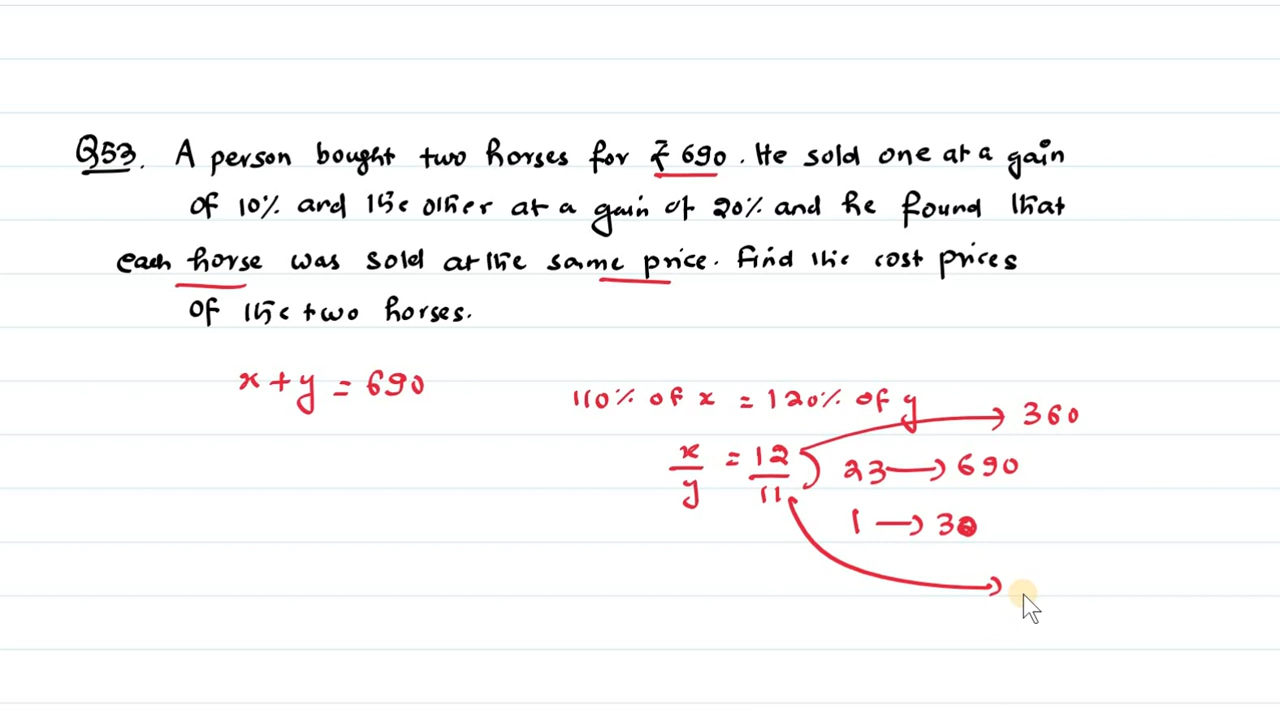 Q53. A person bought two horses for ₹ 690. He sold one at a gain
of 10% and the other at a gain of 20% and he found that
each horse was sold at the same price. Find the cost prices
of the two horses.
x + y = 690
110% of x = 120% of y
360
x/y = 12/11
23 → 690
1 → 30